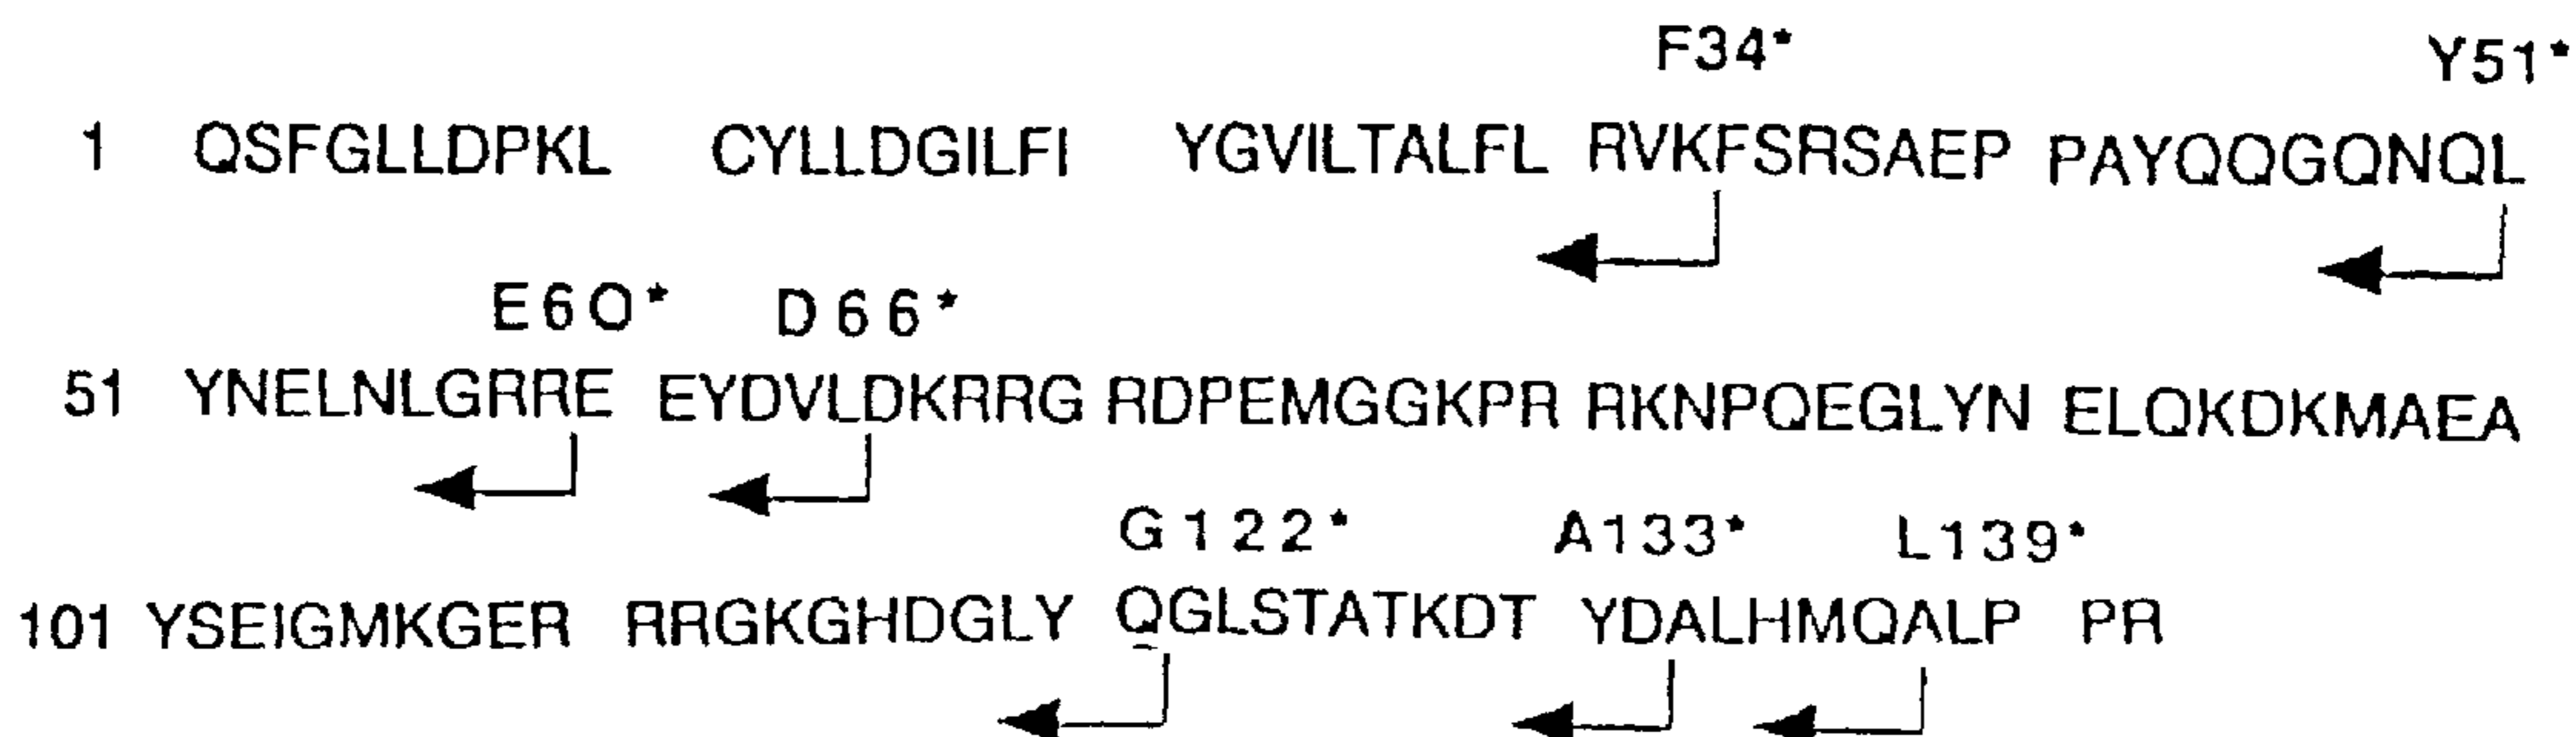 F34* Y51*
1 QSFGLLDPKL CYLLDGILFI YGVILTALFL RVKFSRSAEP PAYQQGQNQL
E60* D66*
51 YNELNLGRRE EYDVLDKRRG RDPEMGGKPR RKNPQEGLYN ELQKDKMAEA
G122* A133* L139*
101 YSEIGMKGER RRGKGHDGLY QGLSTATKDT YDALHMQALP PR